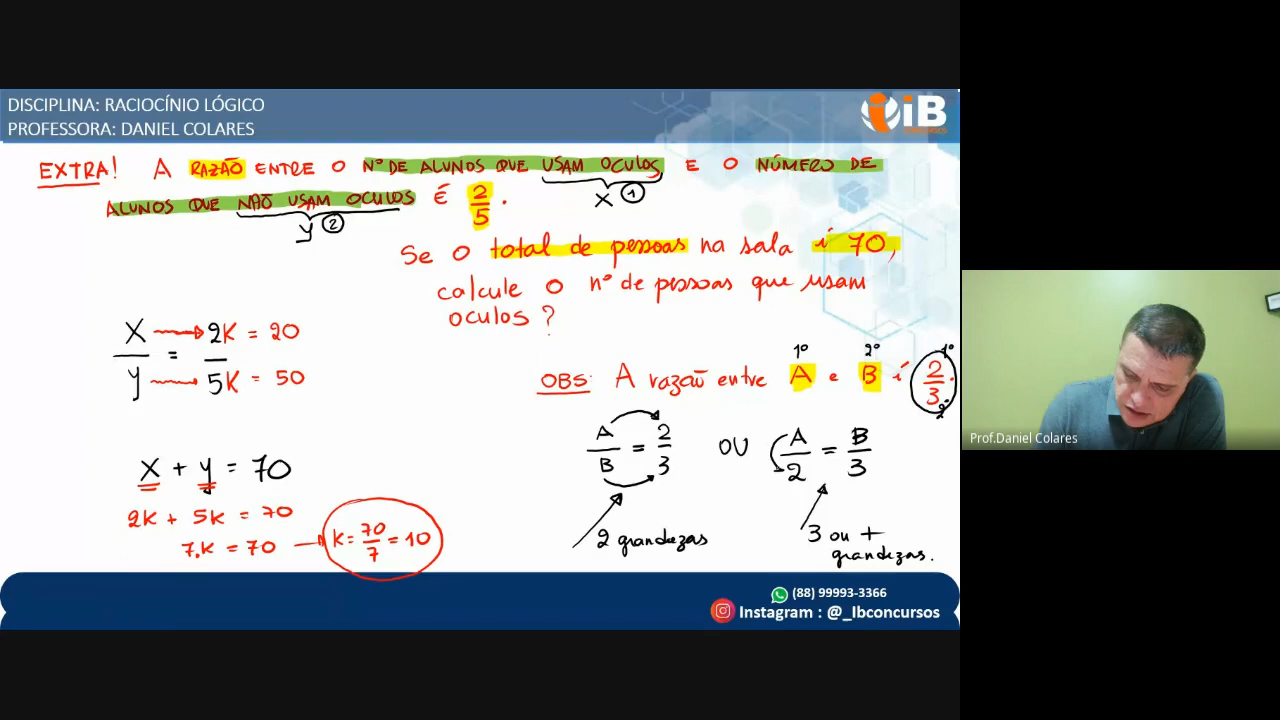 DISCIPLINA: RACIOCÍNIO LÓGICO
PROFESSORA: DANIEL COLARES
iB
CONCURSOS
EXTRA! A RAZÃO ENTRE O Nº DE ALUNOS QUE USAM OCULOS E O NÚMERO DE
X 1
ALUNOS QUE NÃO USAM OCULOS É 2/5.
y 2
Se o total de pessoas na sala é 70,
calcule o nº de pessoas que usam
oculos?
X/y = 2K = 20
5K = 50
1º 2º 1º
OBS: A razão entre A e B é 2/3.
2º
A/B = 2/3 OU A/2 = B/3
X + y = 70
2K + 5K = 70
7.K = 70 → K = 70/7 = 10
2 grandezas
3 ou +
grandezas.
Prof.Daniel Colares
(88) 99993-3366
Instagram : @_Ibconcursos